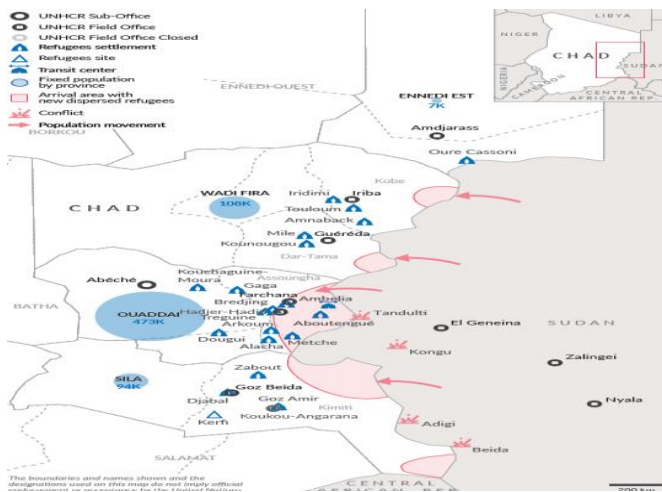 UNHCR Sub-Office
UNHCR Field Office
UNHCR Field Office Closed
Refugees settlement
Refugees site
Transit center
Fixed population
by province
Arrival area with
new dispersed refugees
Conflict
Population movement
LIBYA
NIGER
CHAD
SUDAN
NIGERIA
CAMEROON
CENTRAL
AFRICAN REP.
ENNEDI OUEST
ENNEDI EST
7K
BORKOU
Amdjarass
Oure Cassoni
Kobe
WADI FIRA
108K
Iridimi
Iriba
CHAD
Touloum
Amnaback
Mile
Guéréda
Kounougou
Dar-Tama
Abéché
Kouebaguine-
Moura
Assoungha
Gaga
Farchana
BATHA
Bredjing
Ambelia
OUADDAI
473K
Hadjer-Hadid
Treguine
Aboutengué
Tandulti
Arkoum
El Geneina
SUDAN
Dougui
Alasha
Metche
Kongu
Zabout
Zalingei
SILA
94K
Goz Beïda
Djabal
Goz Amir
Nyala
Kerfi
Koukou-Angarana
Kimiti
Adigi
Beida
SALAMAT
The boundaries and names shown and the
designations used on this map do not imply official
CENTRAL
200 km